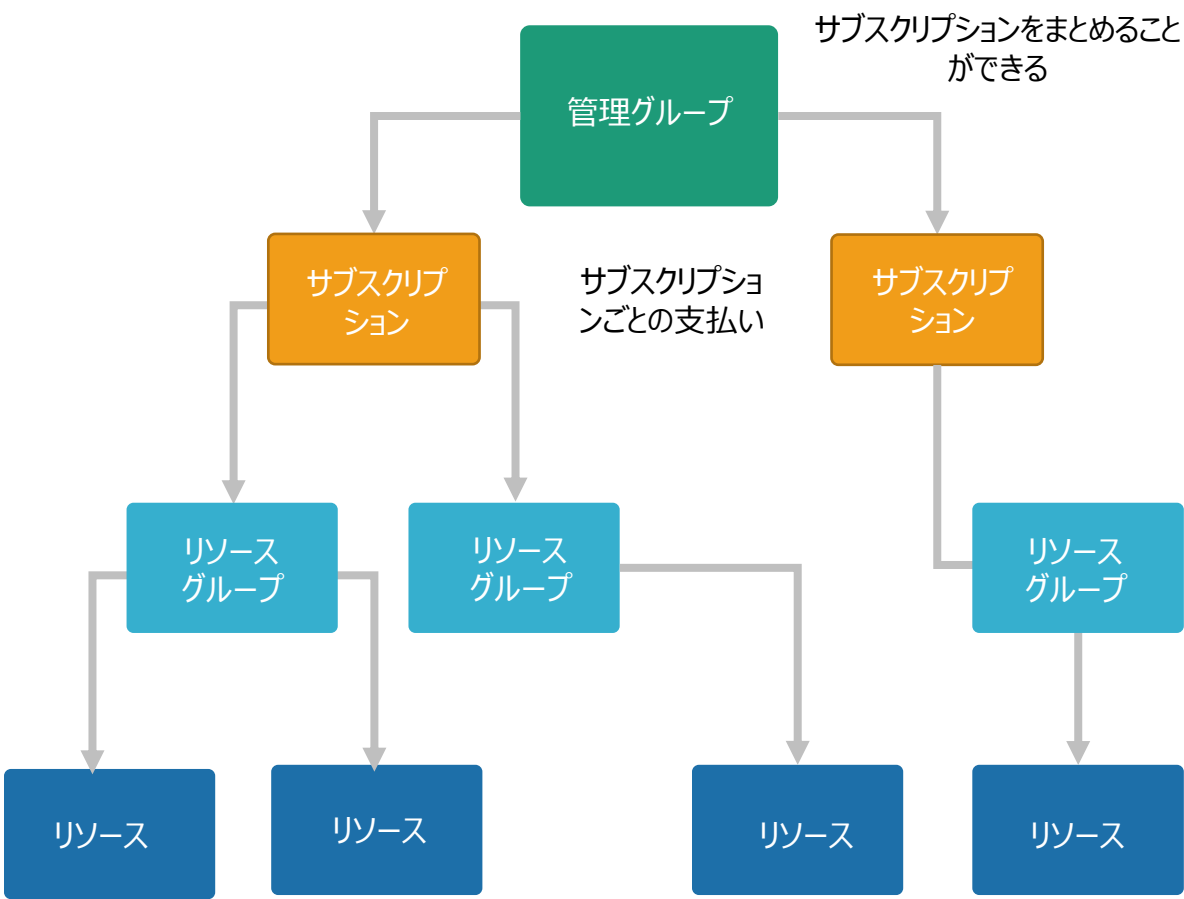 サブスクリプションをまとめること
ができる
管理グループ
サブスクリプ
ション
サブスクリプショ
ンごとの支払い
サブスクリプ
ション
リソース
グループ
リソース
グループ
リソース
グループ
リソース
リソース
リソース
リソース